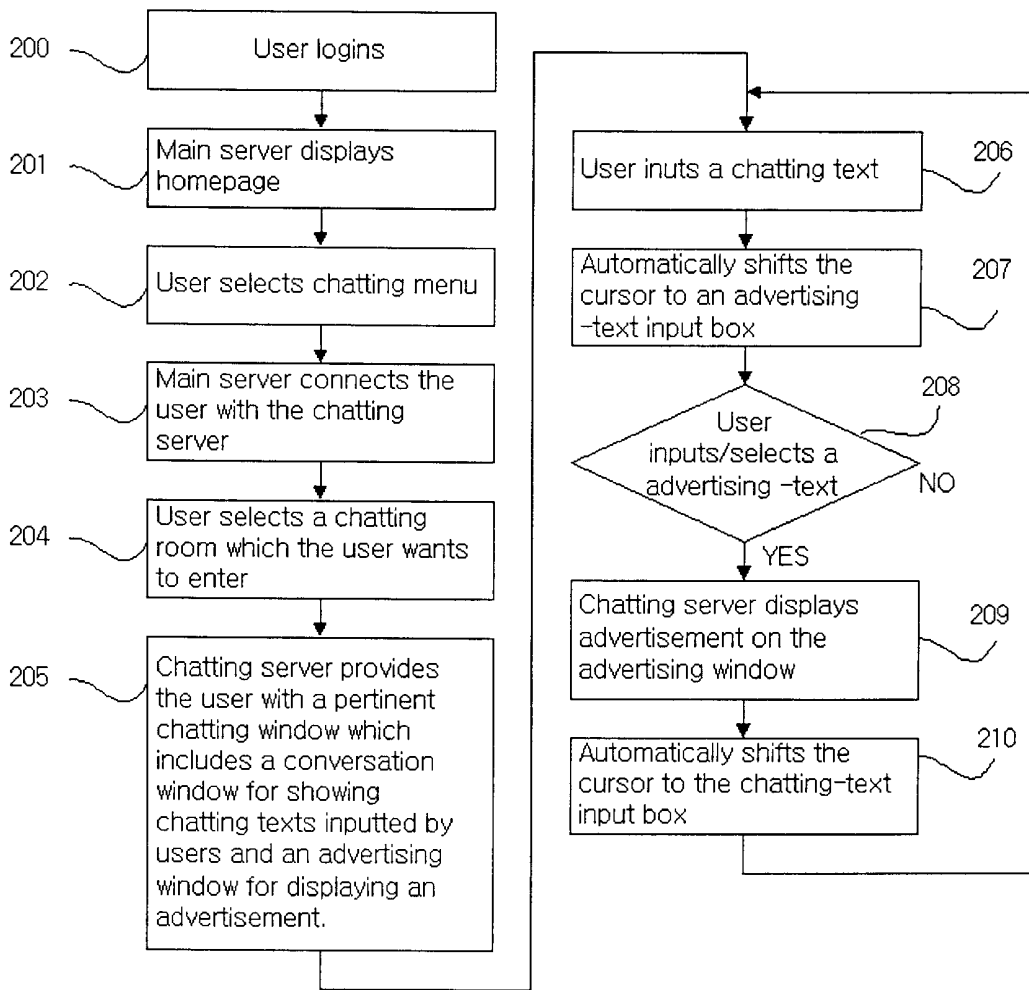 200
User logins
201
Main server displays
homepage
202
User selects chatting menu
203
Main server connects the
user with the chatting
server
204
User selects a chatting
room which the user wants
to enter
205
Chatting server provides
the user with a pertinent
chatting window which
includes a conversation
window for showing
chatting texts inputted by
users and an advertising
window for displaying an
advertisement.
206
User inuts a chatting text
207
Automatically shifts the
cursor to an advertising
-text input box
208
User
inputs/selects a
advertising -text
NO
YES
209
Chatting server displays
advertisement on the
advertising window
210
Automatically shifts the
cursor to the chatting-text
input box